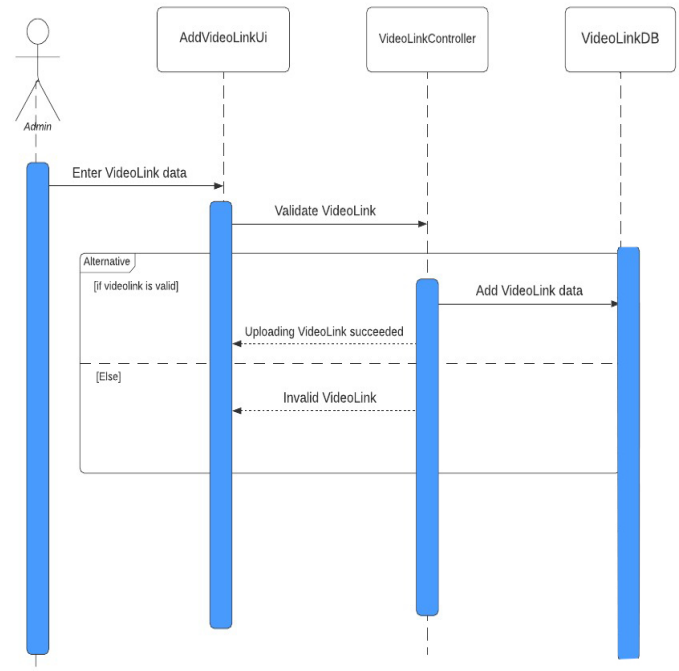 AddVideoLinkUi
VideoLinkController
VideoLinkDB
Admin
Enter VideoLink data
Validate VideoLink
Alternative
[if videolink is valid]
Add VideoLink data
Uploading VideoLink succeeded
[Else]
Invalid VideoLink